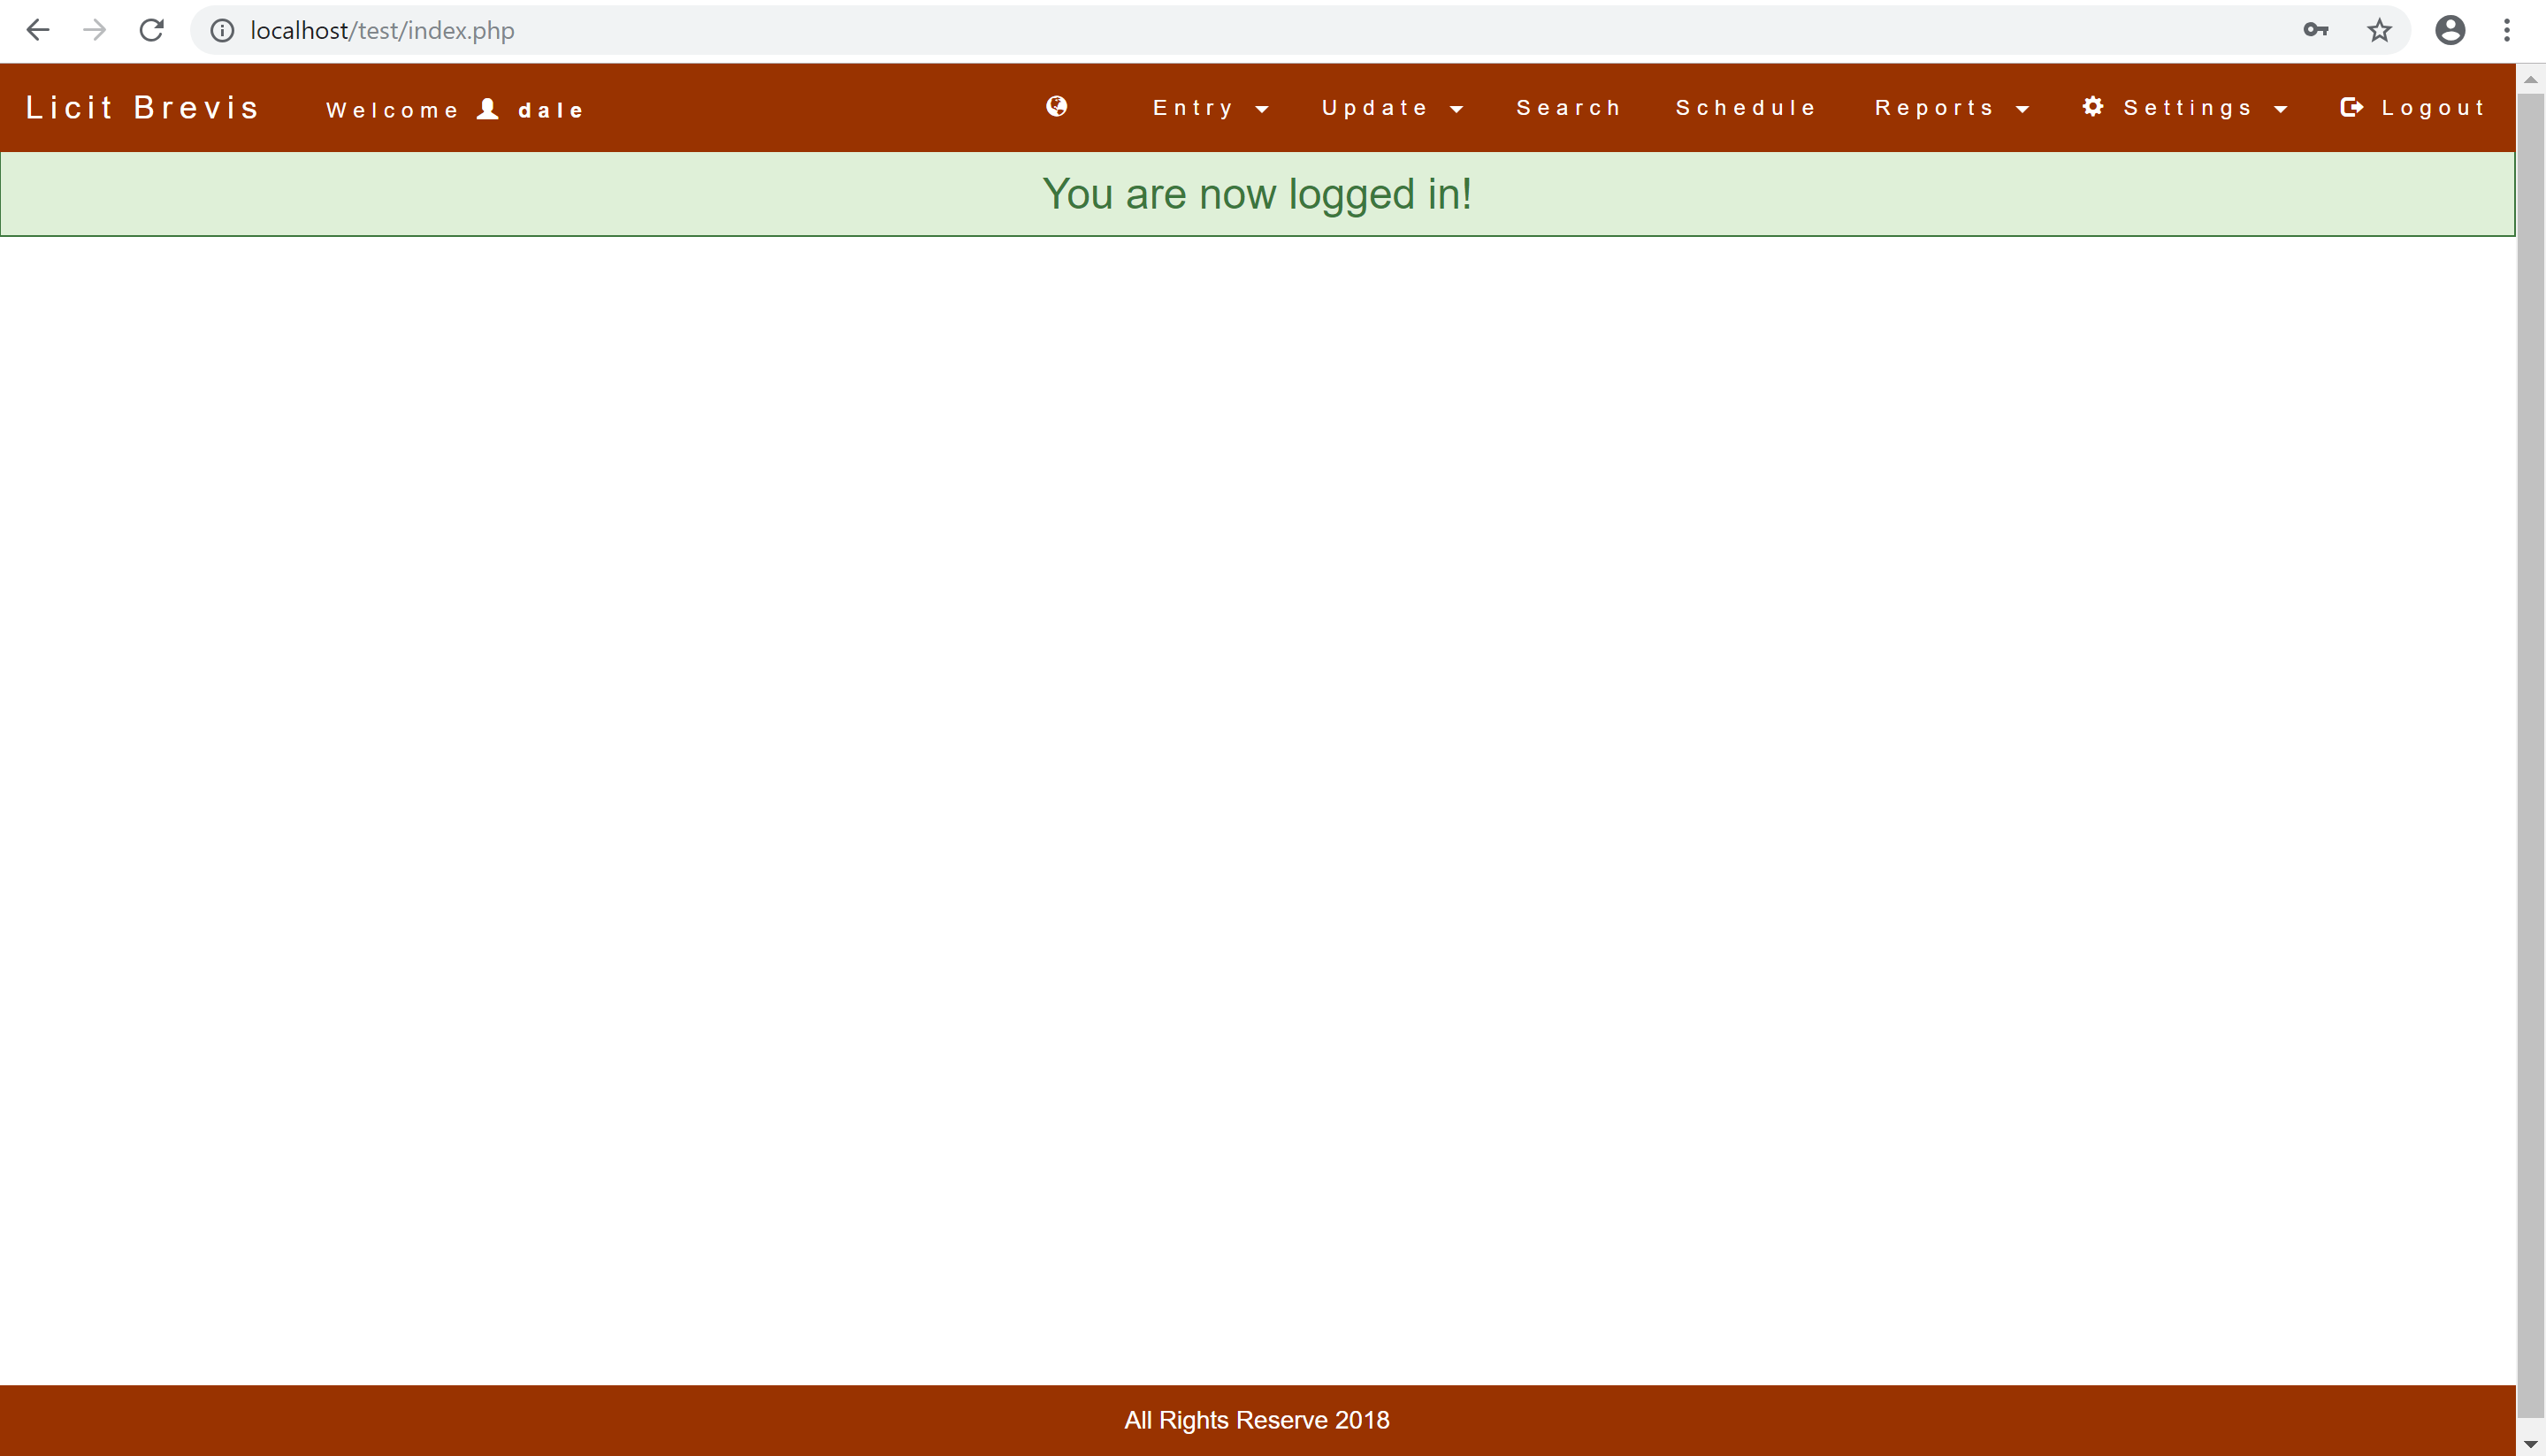 localhost/test/index.php
Licit Brevis Welcome dale Entry Update Search Schedule Reports Settings Logout
You are now logged in!
All Rights Reserve 2018